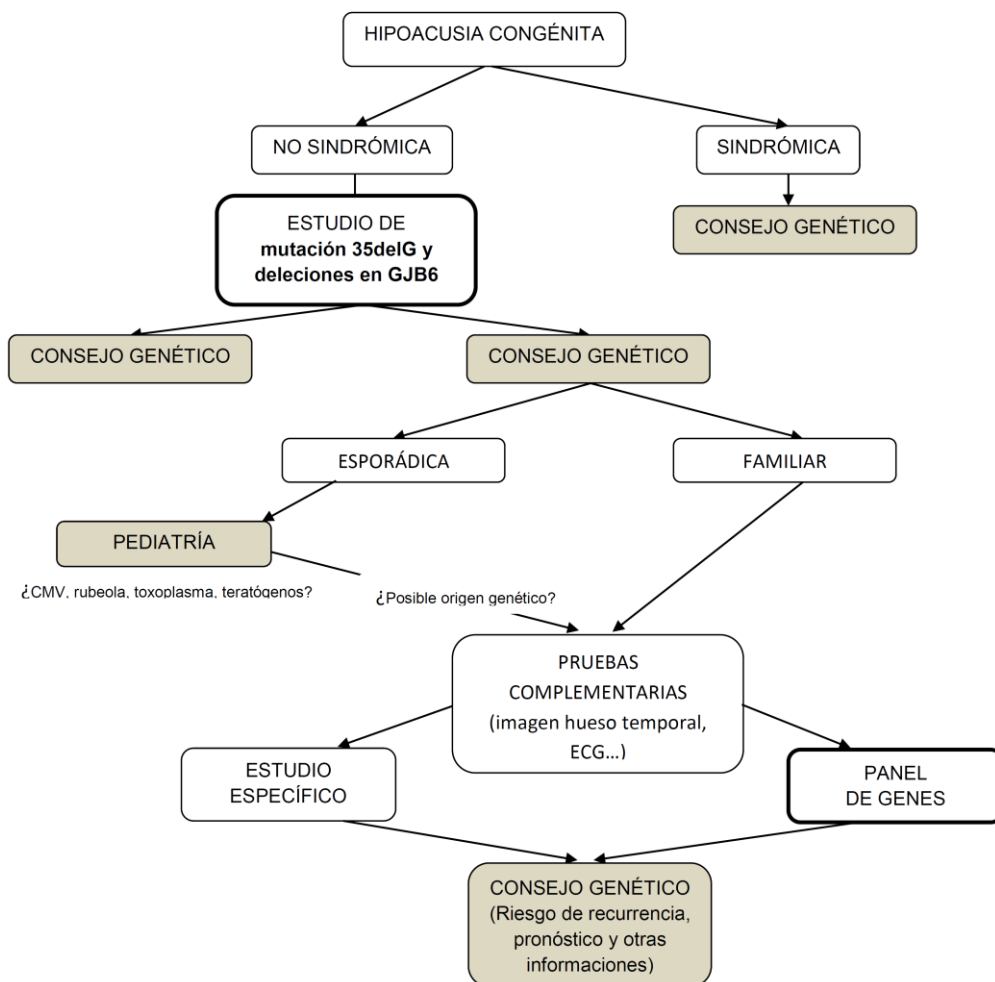 HIPOACUSIA CONGÉNITA
NO SINDRÓMICA
SINDRÓMICA
ESTUDIO DE
mutación 35delG y
deleciones en GJB6
CONSEJO GENÉTICO
CONSEJO GENÉTICO
CONSEJO GENÉTICO
ESPORÁDICA
FAMILIAR
PEDIATRÍA
¿CMV, rubeola, toxoplasma, teratógenos?
¿Posible origen genético?
PRUEBAS
COMPLEMENTARIAS
(imagen hueso temporal,
ECG...)
ESTUDIO
ESPECÍFICO
PANEL
DE GENES
CONSEJO GENÉTICO
(Riesgo de recurrencia,
pronóstico y otras
informaciones)